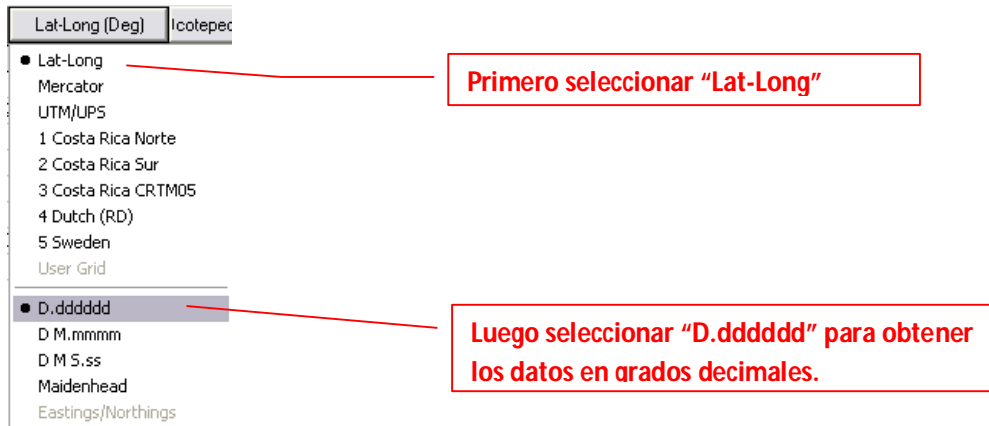 Lat-Long (Deg)
lcotepec
Lat-Long
Mercator
UTM/UPS
1 Costa Rica Norte
2 Costa Rica Sur
3 Costa Rica CRTM05
4 Dutch (RD)
5 Sweden
User Grid
D.dddddd
D M.mmmm
D M S.ss
Maidenhead
Eastings/Northings
Primero seleccionar “Lat-Long”
Luego seleccionar “D.dddddd” para obtener
los datos en grados decimales.